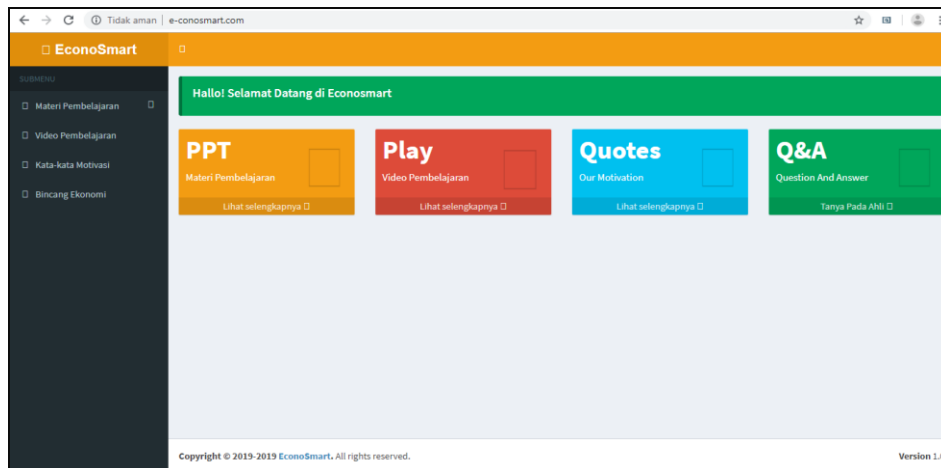 Tidak aman | e-conosmart.com
EconoSmart
SUBMENU
Materi Pembelajaran
Video Pembelajaran
Kata-kata Motivasi
Bincang Ekonomi
Hallo! Selamat Datang di Econosmart
PPT
Materi Pembelajaran
Lihat selengkapnya
Play
Video Pembelajaran
Lihat selengkapnya
Quotes
Our Motivation
Lihat selengkapnya
Q&A
Question And Answer
Tanya Pada Ahli
Copyright © 2019-2019 EconoSmart. All rights reserved.
Version